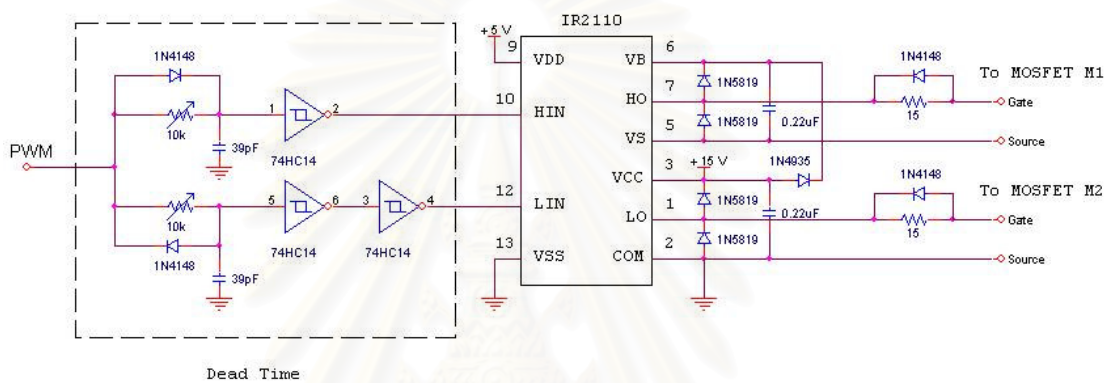 IR2110
+5 V
9
VDD
10
HIN
12
LIN
13
VSS
VB
6
HO
7
VS
5
VCC
3
LO
1
COM
2
PWM
1N4148
10k
39pF
1
2
74HC14
10k
1N4148
39pF
5
6
74HC14
3
4
74HC14
Dead Time
1N5819
1N5819
0.22uF
+15 V
1N4935
1N5819
1N5819
0.22uF
1N4148
15
To MOSFET M1
Gate
Source
1N4148
15
To MOSFET M2
Gate
Source